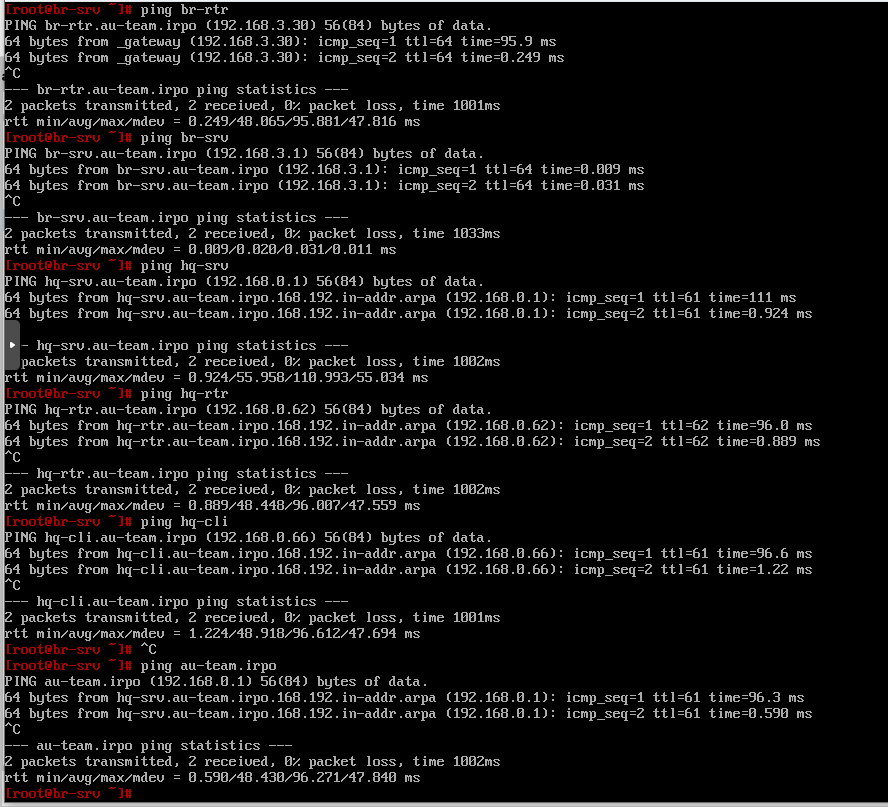 [root@br-srv ~]# ping br-rtr
PING br-rtr.au-team.irpo (192.168.3.30) 56(84) bytes of data.
64 bytes from _gateway (192.168.3.30): icmp_seq=1 ttl=64 time=95.9 ms
64 bytes from _gateway (192.168.3.30): icmp_seq=2 ttl=64 time=0.249 ms
^C
--- br-rtr.au-team.irpo ping statistics ---
2 packets transmitted, 2 received, 0% packet loss, time 1001ms
rtt min/avg/max/mdev = 0.249/48.065/95.881/47.816 ms
[root@br-srv ~]# ping br-srv
PING br-srv.au-team.irpo (192.168.3.1) 56(84) bytes of data.
64 bytes from br-srv.au-team.irpo (192.168.3.1): icmp_seq=1 ttl=64 time=0.009 ms
64 bytes from br-srv.au-team.irpo (192.168.3.1): icmp_seq=2 ttl=64 time=0.031 ms
^C
--- br-srv.au-team.irpo ping statistics ---
2 packets transmitted, 2 received, 0% packet loss, time 1033ms
rtt min/avg/max/mdev = 0.009/0.020/0.031/0.011 ms
[root@br-srv ~]# ping hq-srv
PING hq-srv.au-team.irpo (192.168.0.1) 56(84) bytes of data.
64 bytes from hq-srv.au-team.irpo.168.192.in-addr.arpa (192.168.0.1): icmp_seq=1 ttl=61 time=111 ms
64 bytes from hq-srv.au-team.irpo.168.192.in-addr.arpa (192.168.0.1): icmp_seq=2 ttl=61 time=0.924 ms
- hq-srv.au-team.irpo ping statistics ---
packets transmitted, 2 received, 0% packet loss, time 1002ms
rtt min/avg/max/mdev = 0.924/55.958/110.993/55.034 ms
[root@br-srv ~]# ping hq-rtr
PING hq-rtr.au-team.irpo (192.168.0.62) 56(84) bytes of data.
64 bytes from hq-rtr.au-team.irpo.168.192.in-addr.arpa (192.168.0.62): icmp_seq=1 ttl=62 time=96.0 ms
64 bytes from hq-rtr.au-team.irpo.168.192.in-addr.arpa (192.168.0.62): icmp_seq=2 ttl=62 time=0.889 ms
^C
--- hq-rtr.au-team.irpo ping statistics ---
2 packets transmitted, 2 received, 0% packet loss, time 1002ms
rtt min/avg/max/mdev = 0.889/48.448/96.007/47.559 ms
[root@br-srv ~]# ping hq-cli
PING hq-cli.au-team.irpo (192.168.0.66) 56(84) bytes of data.
64 bytes from hq-cli.au-team.irpo.168.192.in-addr.arpa (192.168.0.66): icmp_seq=1 ttl=61 time=96.6 ms
64 bytes from hq-cli.au-team.irpo.168.192.in-addr.arpa (192.168.0.66): icmp_seq=2 ttl=61 time=1.22 ms
^C
--- hq-cli.au-team.irpo ping statistics ---
2 packets transmitted, 2 received, 0% packet loss, time 1001ms
rtt min/avg/max/mdev = 1.224/48.918/96.612/47.694 ms
[root@br-srv ~]# ^C
[root@br-srv ~]# ping au-team.irpo
PING au-team.irpo (192.168.0.1) 56(84) bytes of data.
64 bytes from hq-srv.au-team.irpo.168.192.in-addr.arpa (192.168.0.1): icmp_seq=1 ttl=61 time=96.3 ms
64 bytes from hq-srv.au-team.irpo.168.192.in-addr.arpa (192.168.0.1): icmp_seq=2 ttl=61 time=0.590 ms
^C
--- au-team.irpo ping statistics ---
2 packets transmitted, 2 received, 0% packet loss, time 1002ms
rtt min/avg/max/mdev = 0.590/48.430/96.271/47.840 ms
[root@br-srv ~]#